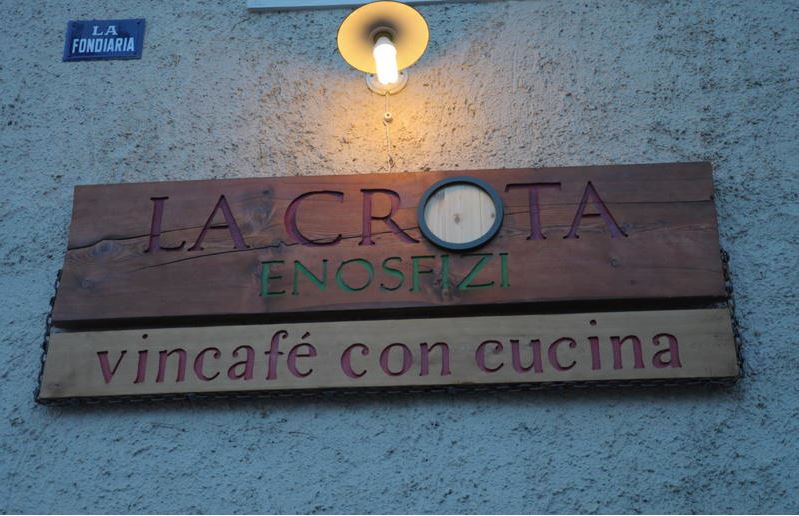 LA
FONDIARIA
LA CROTA
ENOSFIZI
vincafé con cucina